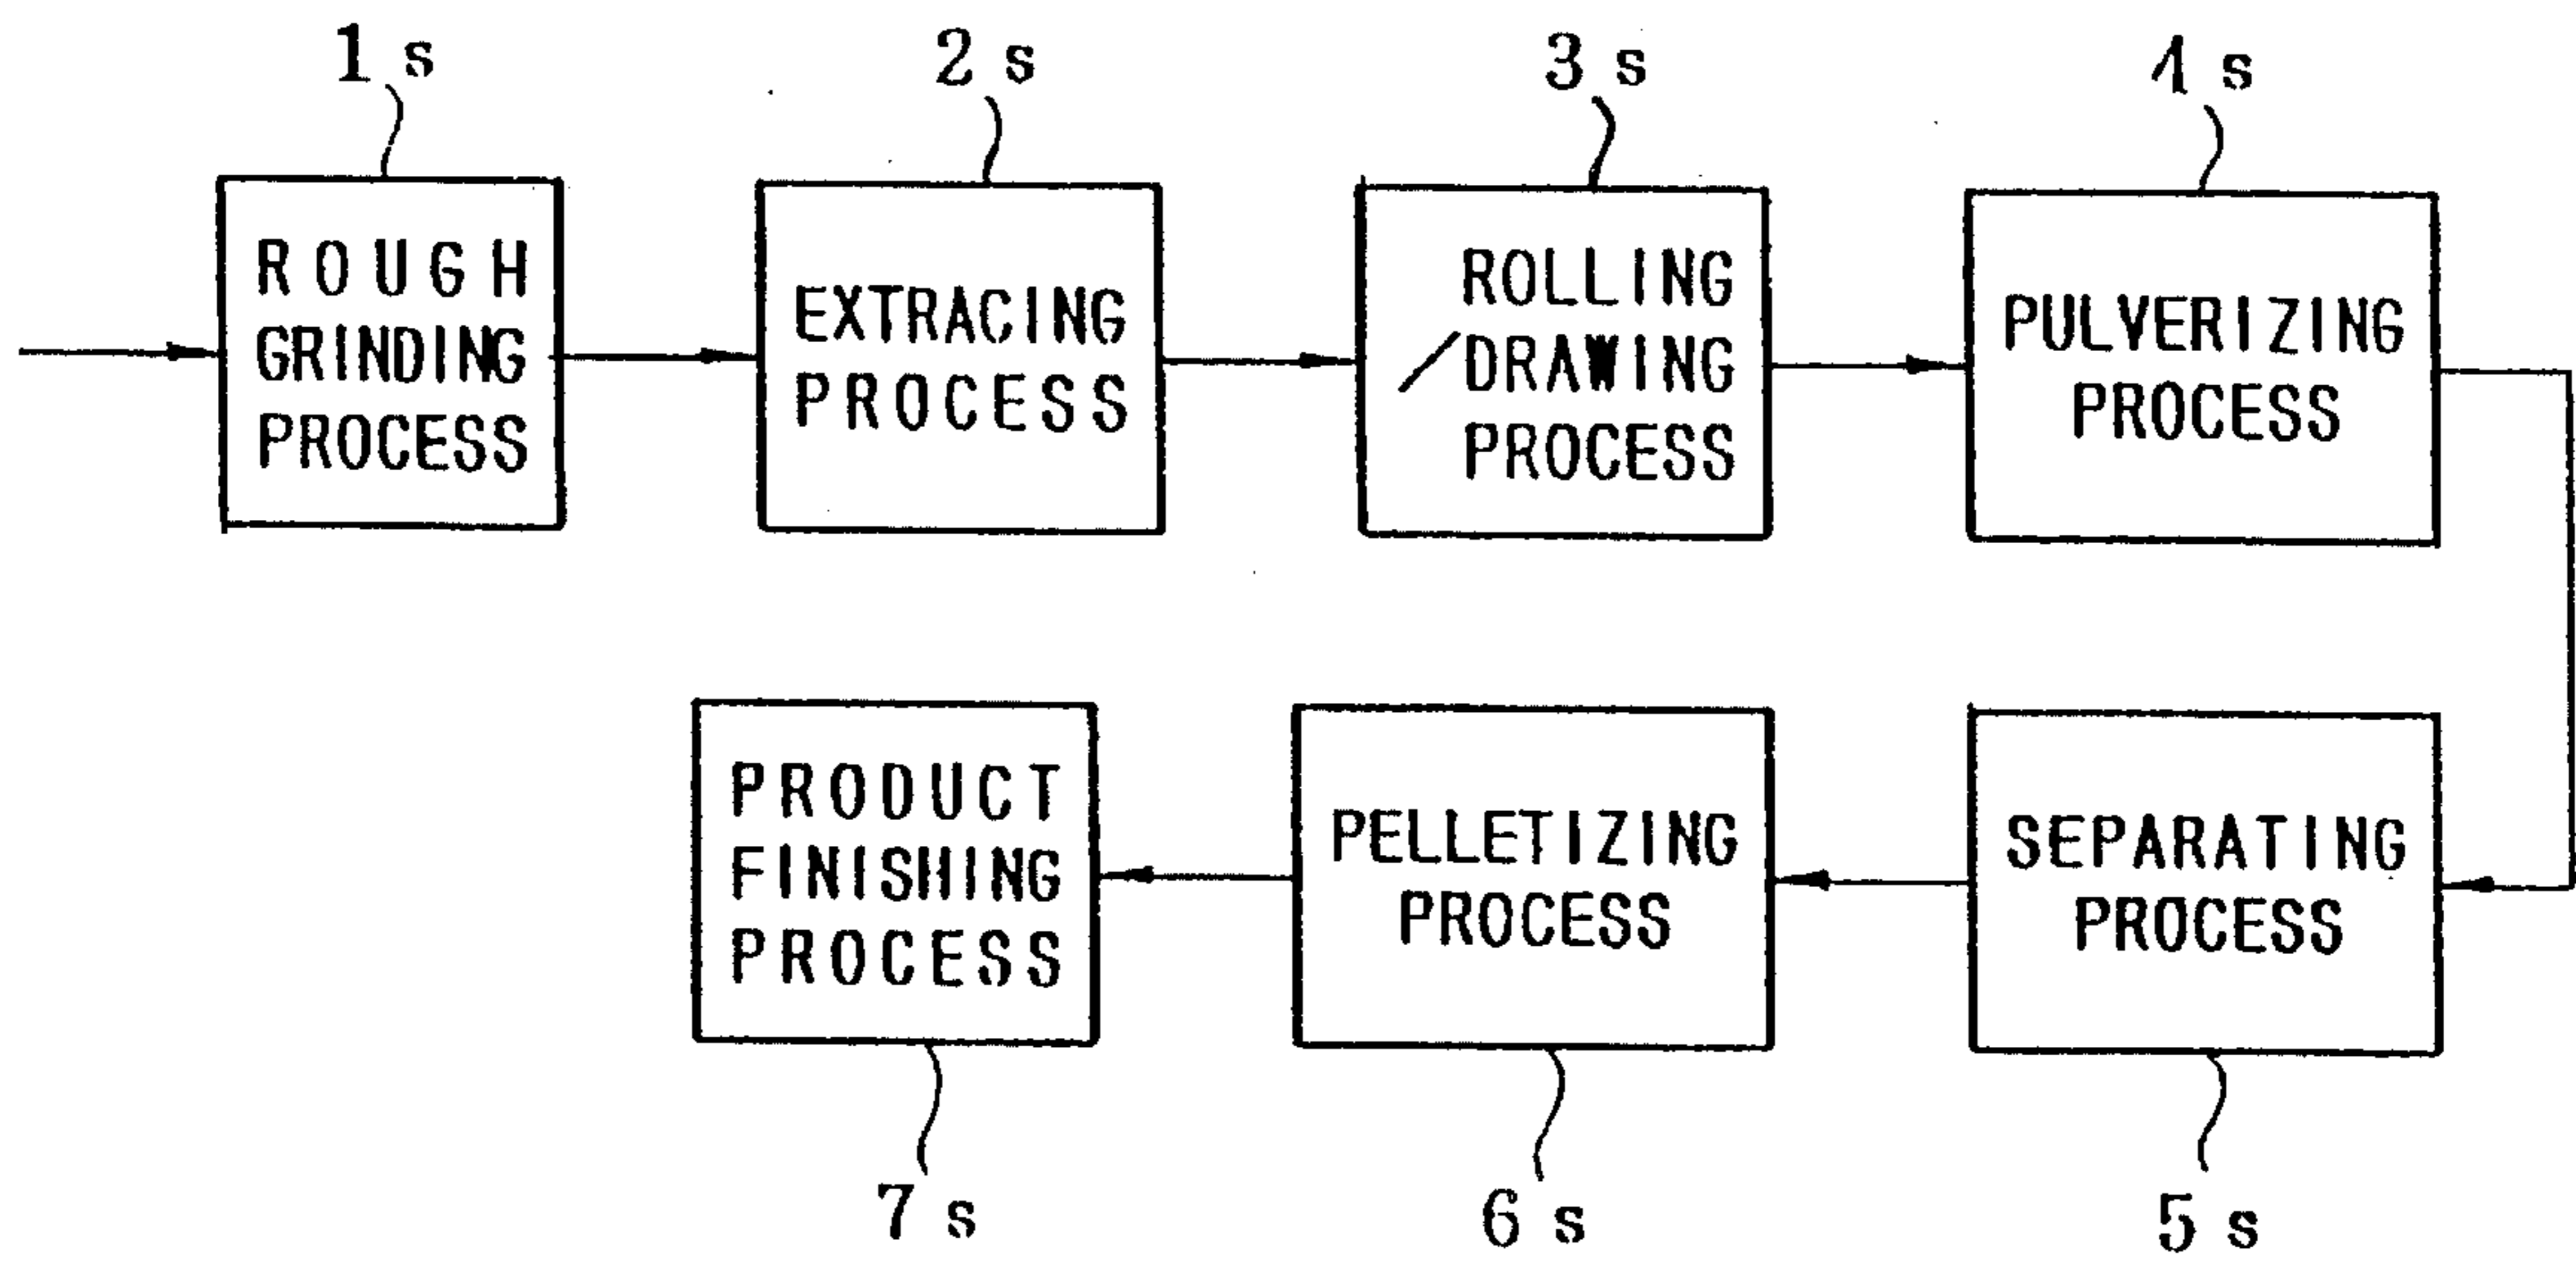 1 s
2 s
3 s
4 s
ROUGH
GRINDING
PROCESS
EXTRACING
PROCESS
ROLLING
/DRAWING
PROCESS
PULVERIZING
PROCESS
PRODUCT
FINISHING
PROCESS
PELLETIZING
PROCESS
SEPARATING
PROCESS
7 s
6 s
5 s